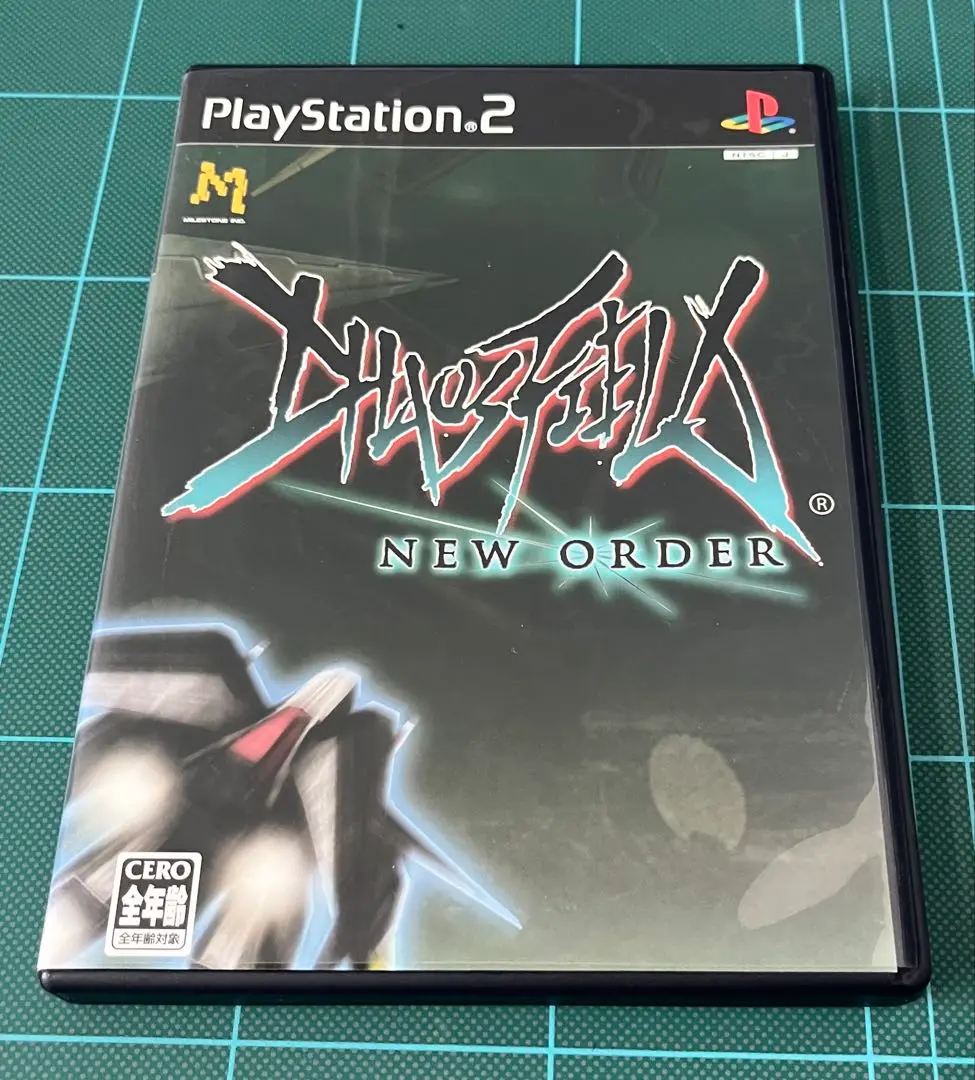 PlayStation®2
NTSC J
M
MILESTONE INC.
CHAOS FIELD
®
NEW ORDER
CERO
全年齢
全年齢対象